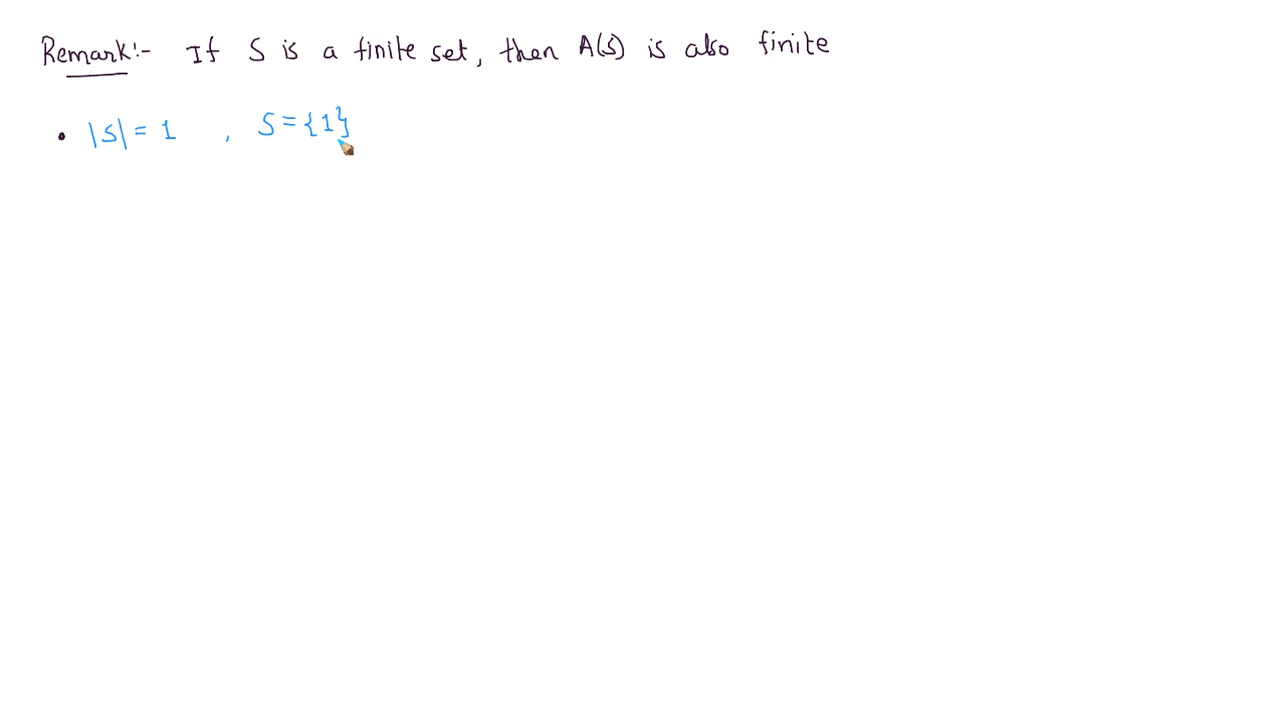 Remark:- If S is a finite set, then A(S) is also finite
• |S| = 1 , S = {1}